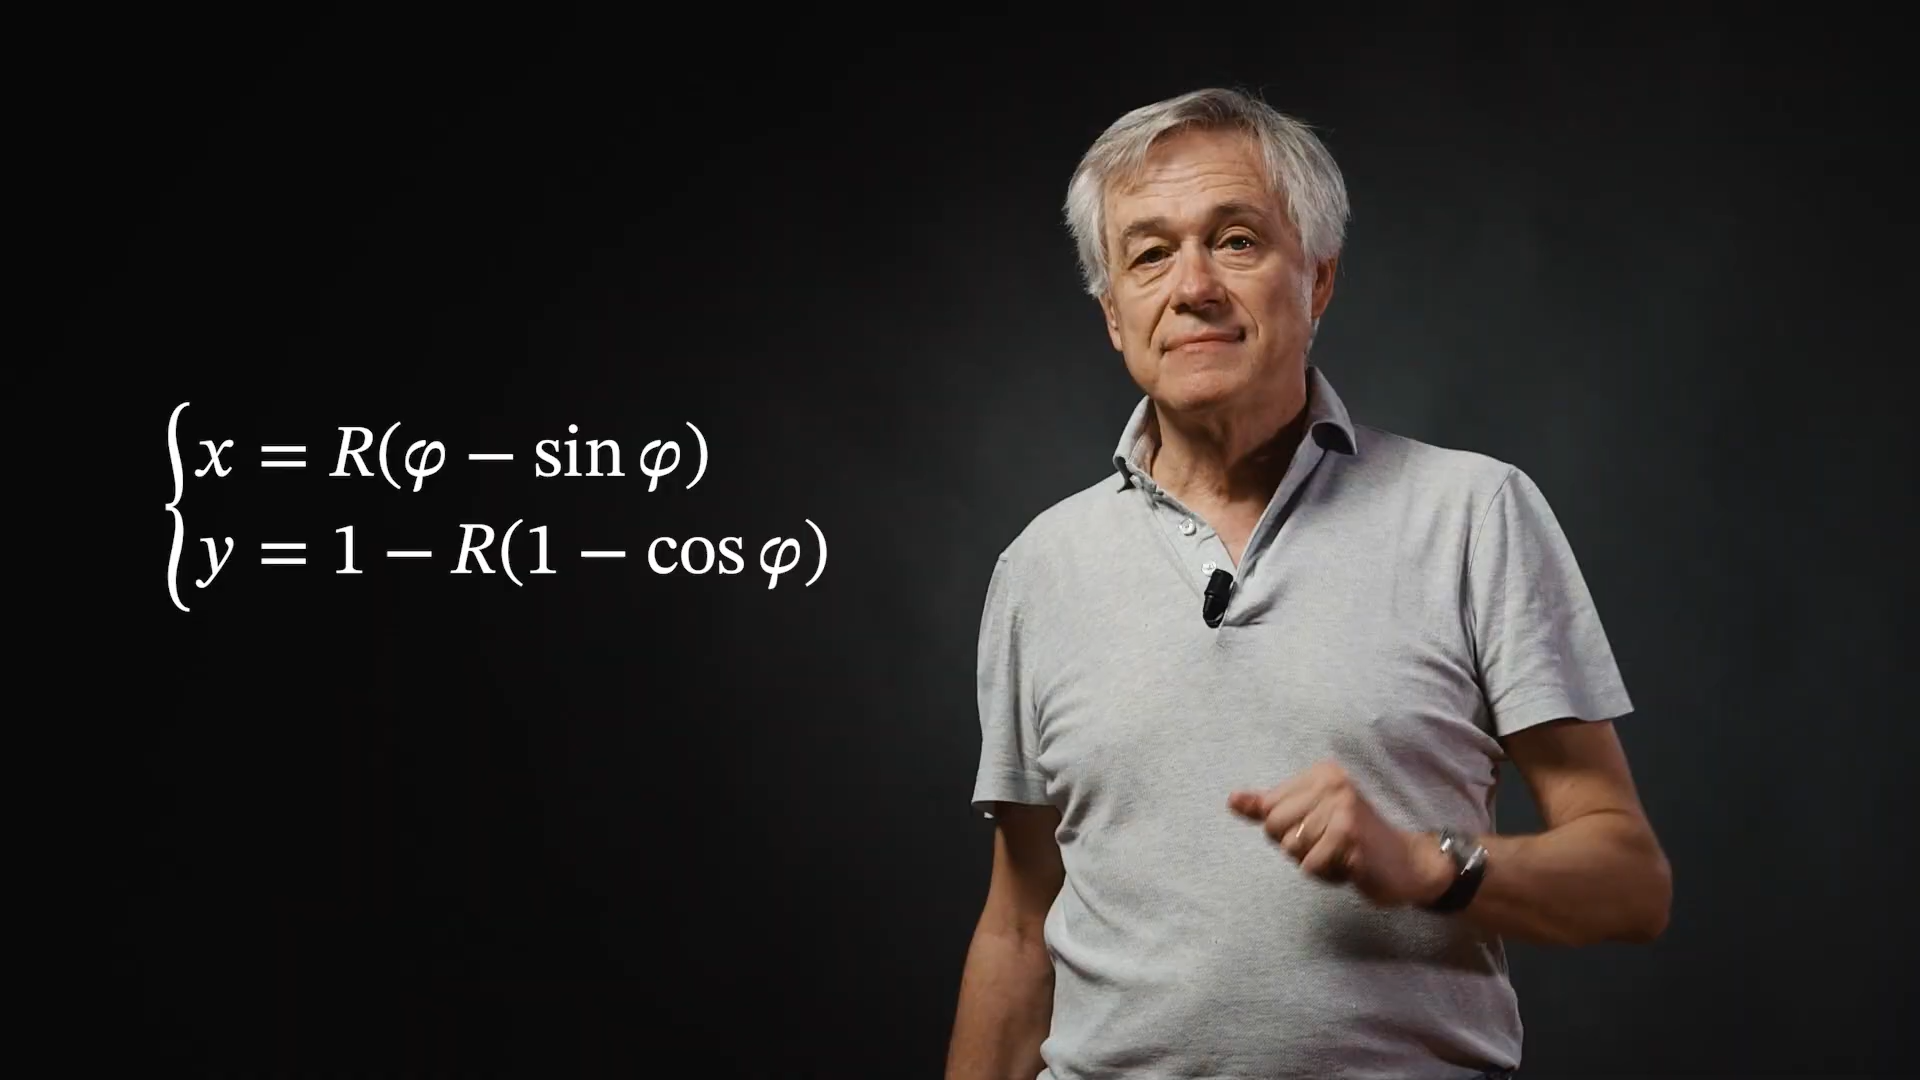 x = R(φ − sin φ)
y = 1 − R(1 − cos φ)